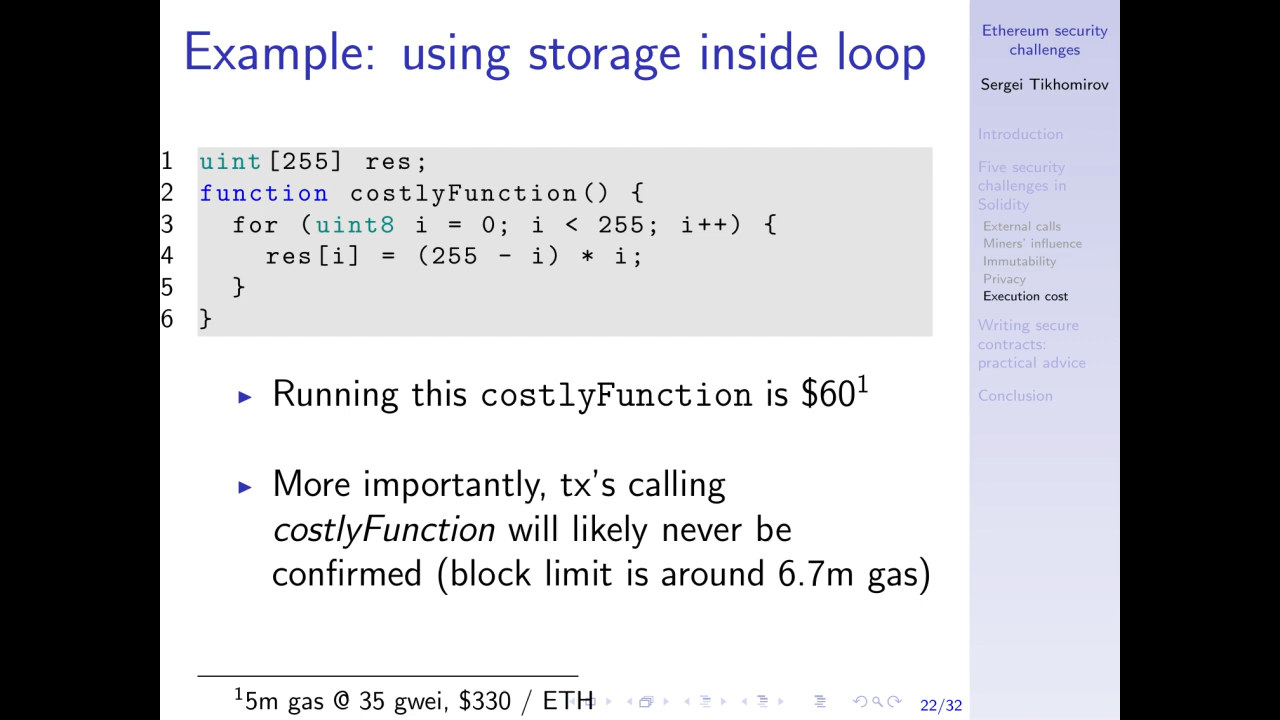 Example: using storage inside loop
1 uint[255] res;
2 function costlyFunction() {
3   for (uint8 i = 0; i < 255; i++) {
4     res[i] = (255 - i) * i;
5   }
6 }
▶ Running this costlyFunction is $60¹
▶ More importantly, tx's calling
costlyFunction will likely never be
confirmed (block limit is around 6.7m gas)
¹5m gas @ 35 gwei, $330 / ETH
22/32
Ethereum security
challenges
Sergei Tikhomirov
Introduction
Five security
challenges in
Solidity
External calls
Miners' influence
Immutability
Privacy
Execution cost
Writing secure
contracts:
practical advice
Conclusion